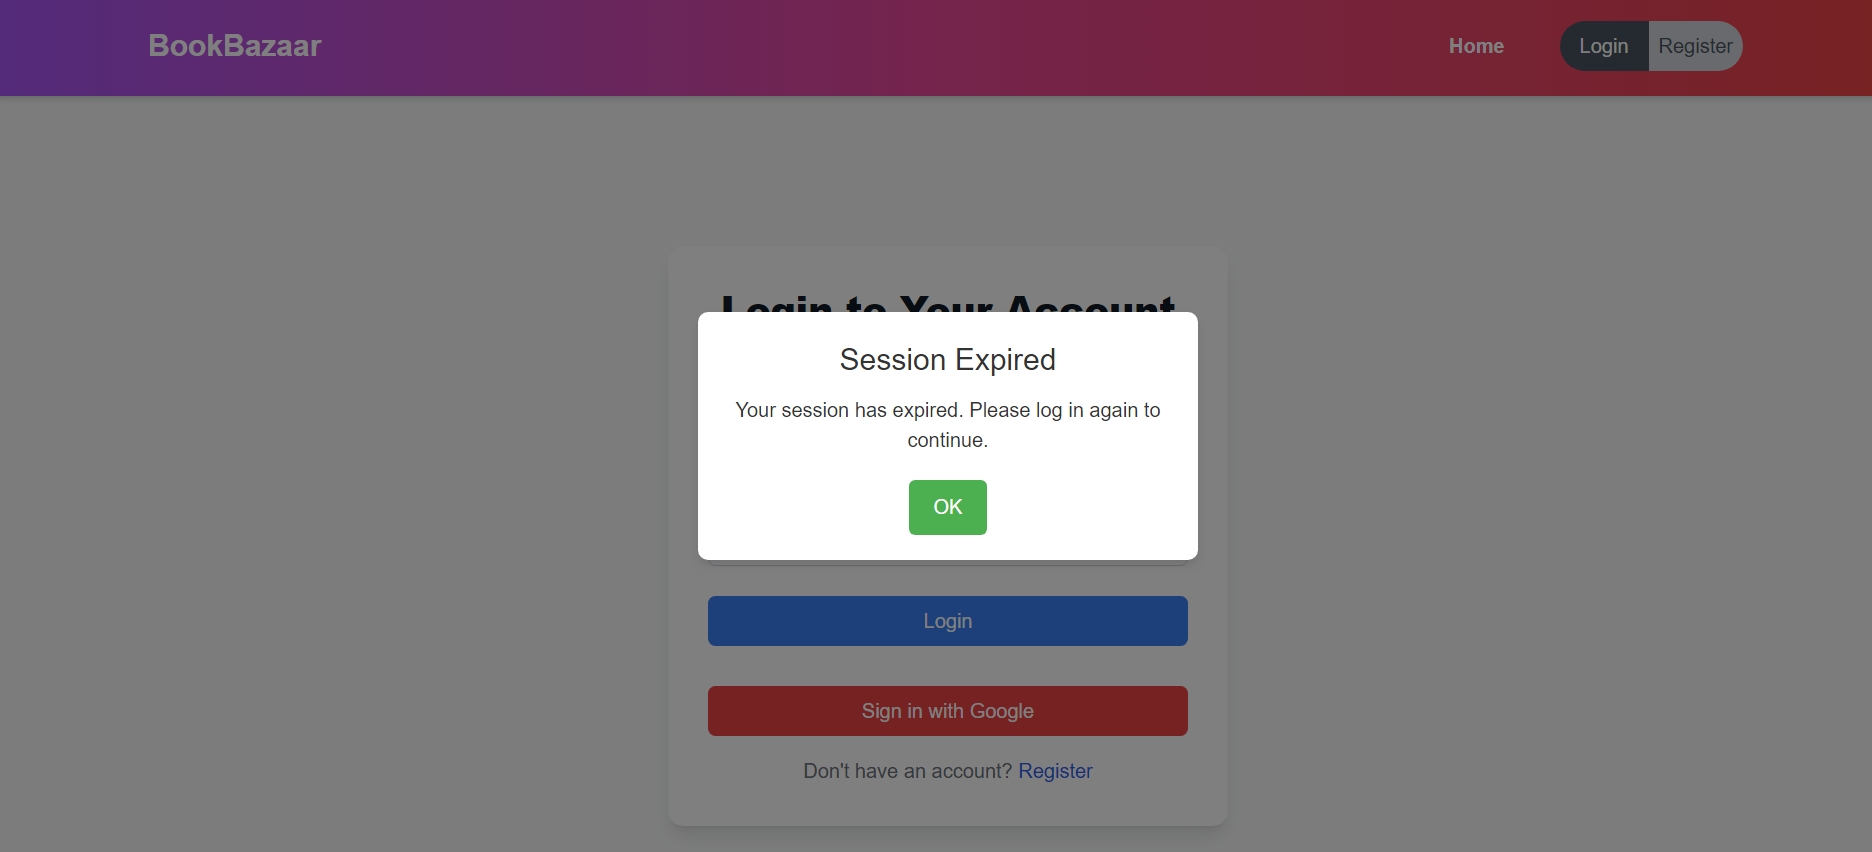 BookBazaar
Home
Login
Register
Login to Your Account
Session Expired
Your session has expired. Please log in again to
continue.
OK
Login
Sign in with Google
Don't have an account? Register